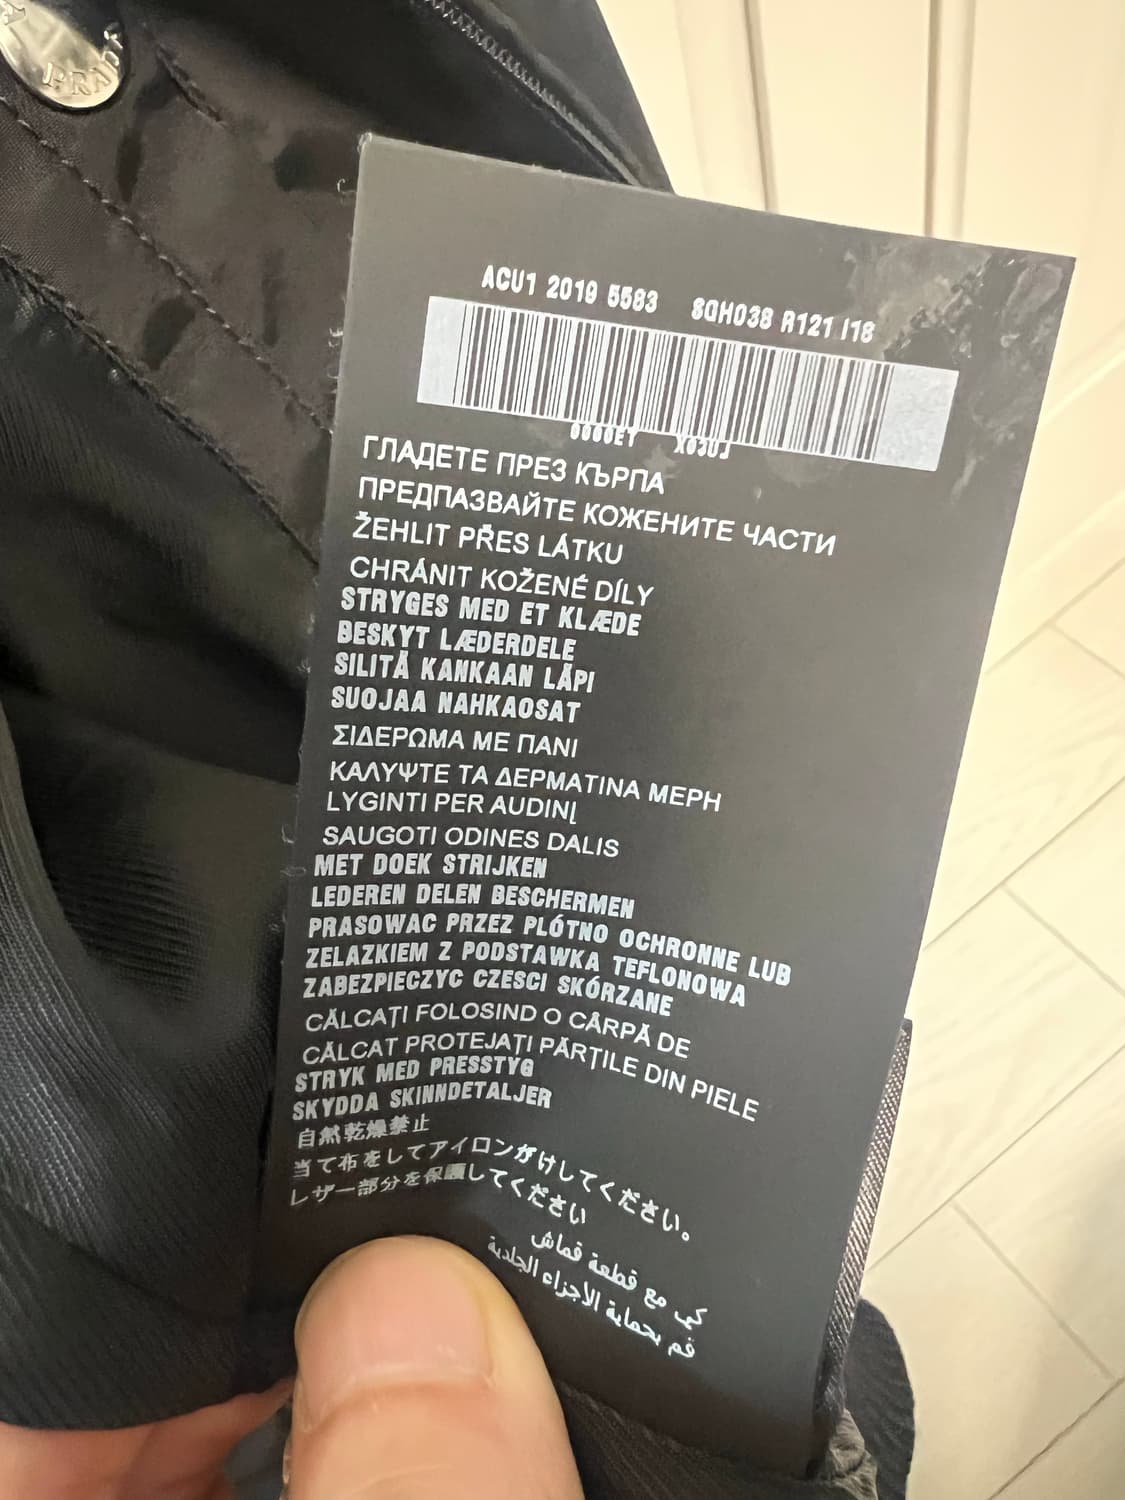 PRADA
ACU1 2019 5583 SGH038 R121 I18
0000E1 X03UJ
ГЛАДЕТЕ ПРЕЗ КЪРПА
ПРЕДПАЗВАЙТЕ КОЖЕНИТЕ ЧАСТИ
ŽEHLIT PŘES LÁTKU
CHRÁNIT KOŽENÉ DÍLY
STRYGES MED ET KLÆDE
BESKYT LÆDERDELE
SILITÄ KANKAAN LÄPI
SUOJAA NAHKAOSAT
ΣΙΔΕΡΩΜΑ ΜΕ ΠΑΝΙ
ΚΑΛΥΨΤΕ ΤΑ ΔΕΡΜΑΤΙΝΑ ΜΕΡΗ
LYGINTI PER AUDINĮ
SAUGOTI ODINES DALIS
MET DOEK STRIJKEN
LEDEREN DELEN BESCHERMEN
PRASOWAC PRZEZ PLÓTNO OCHRONNE LUB
ZELAZKIEM Z PODSTAWKA TEFLONOWA
ZABEZPIECZYC CZESCI SKÓRZANE
CĂLCAȚI FOLOSIND O CÂRPĂ DE
CĂLCAT PROTEJAȚI PĂRȚILE DIN PIELE
STRYK MED PRESSTYG
SKYDDA SKINNDETALJER
自然乾燥禁止
当て布をしてアイロンがけしてください。
レザー部分を保護してください
كي مع قطعة قماش
قم بحماية الأجزاء الجلدية